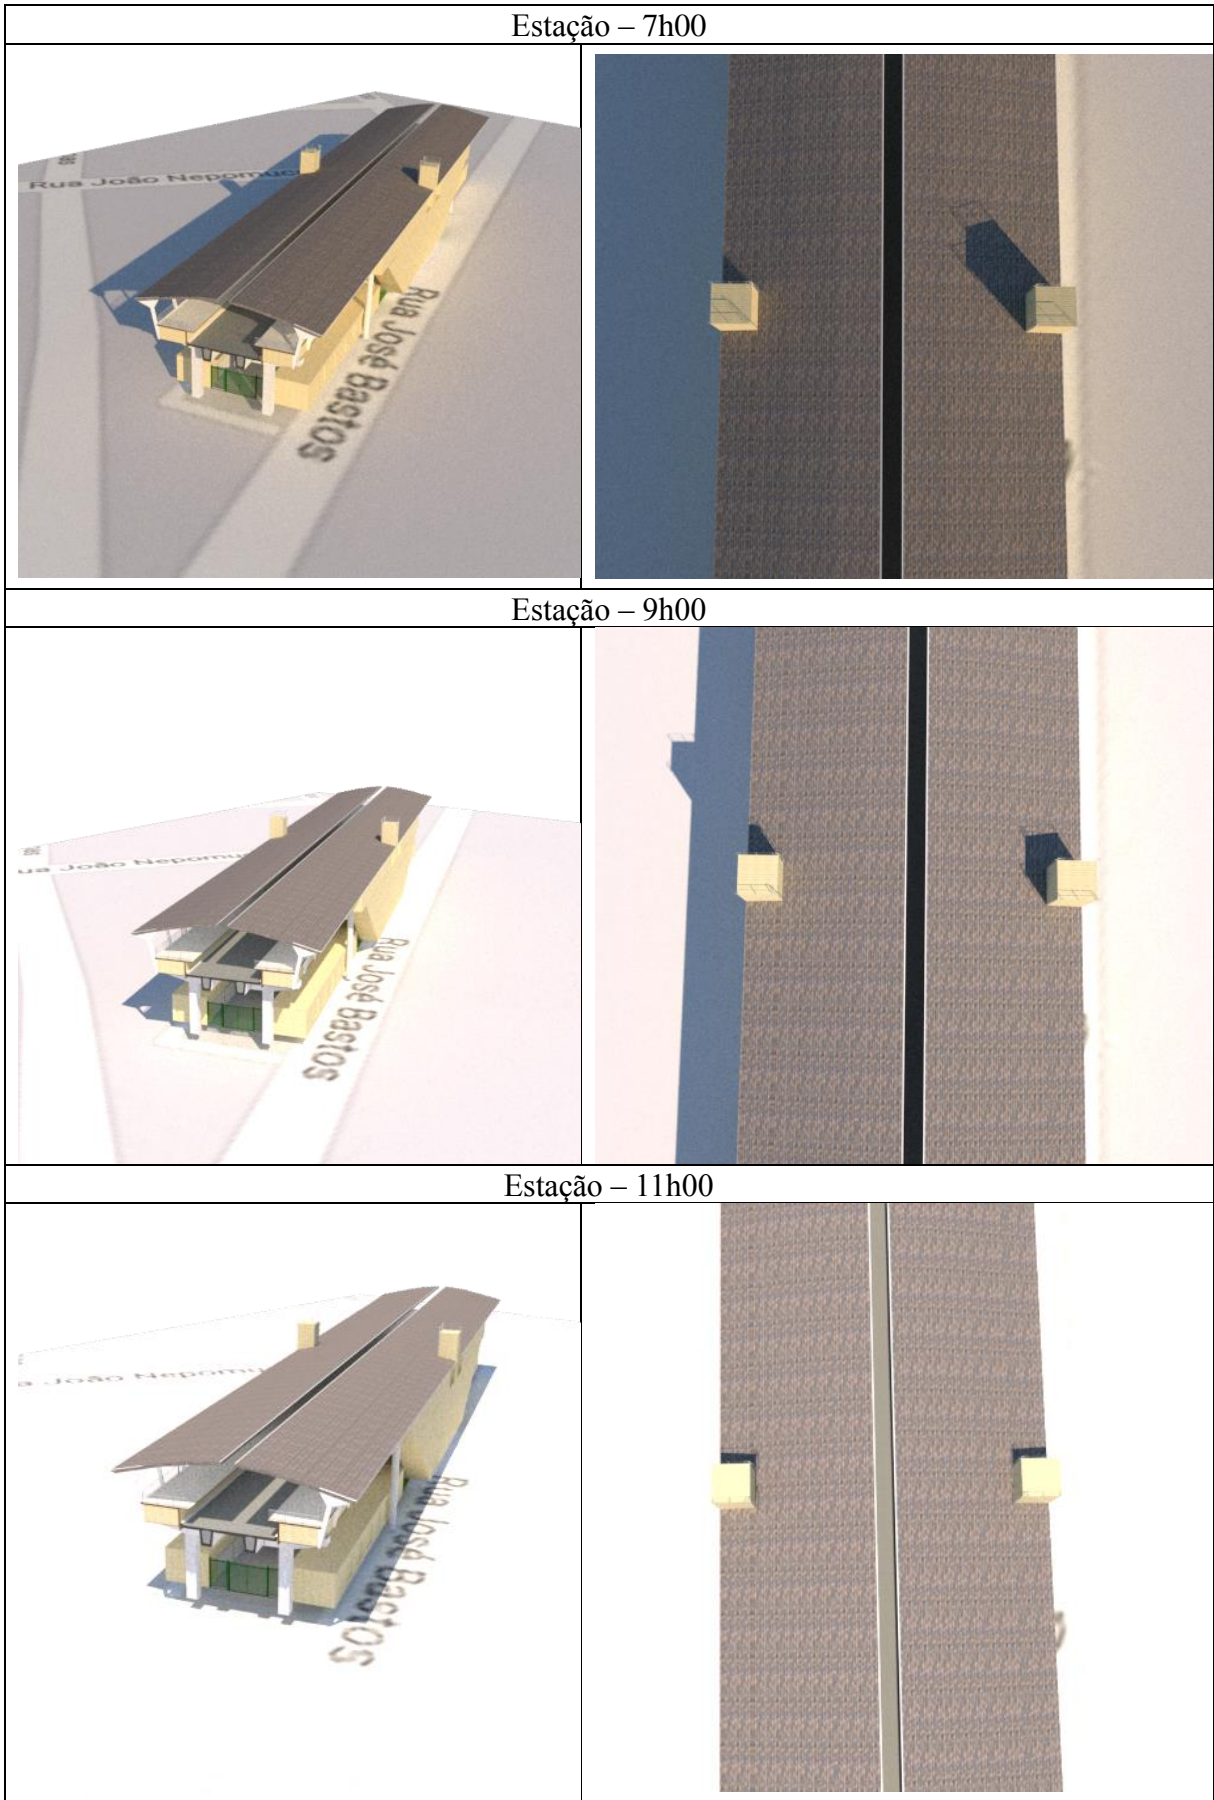 Estação – 7h00
Rua João Nepomuc
Rua José Bastos
Estação – 9h00
ua João Nepomu
Rua José Bastos
Estação – 11h00
a João Nepomu
Rua José Bastos